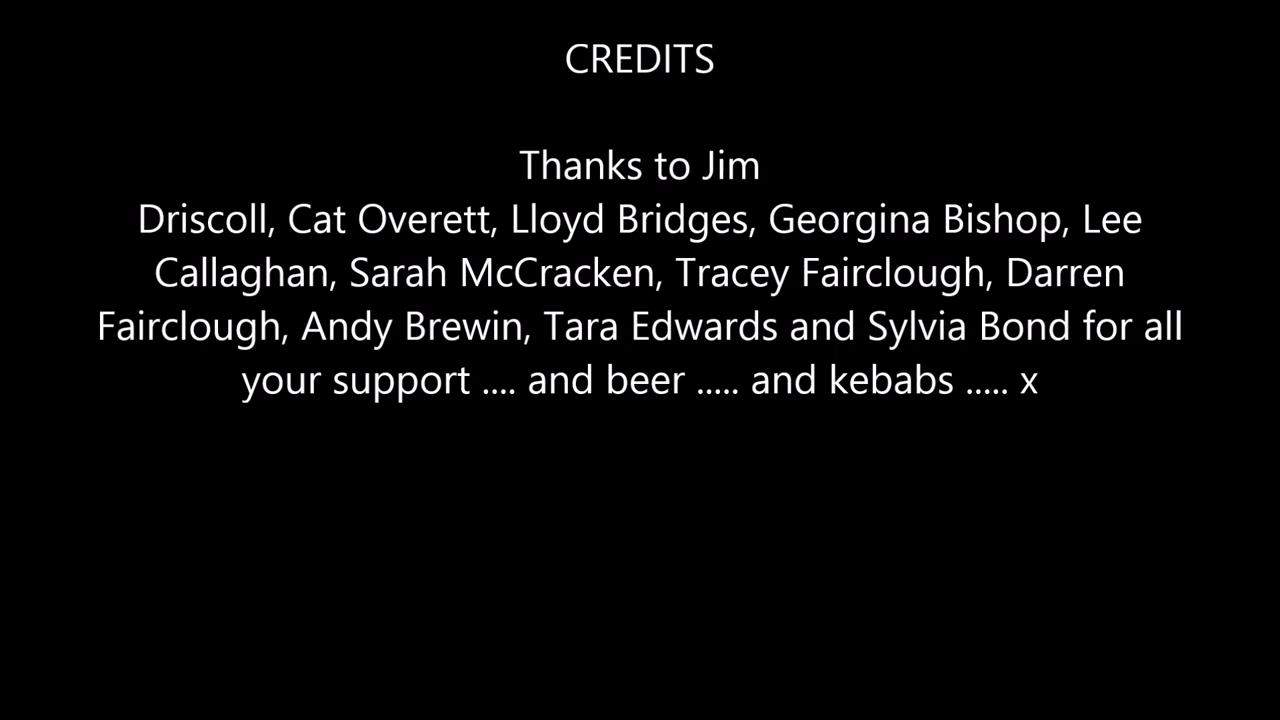 CREDITS
Thanks to Jim
Driscoll, Cat Overett, Lloyd Bridges, Georgina Bishop, Lee
Callaghan, Sarah McCracken, Tracey Fairclough, Darren
Fairclough, Andy Brewin, Tara Edwards and Sylvia Bond for all
your support .... and beer ..... and kebabs ..... x